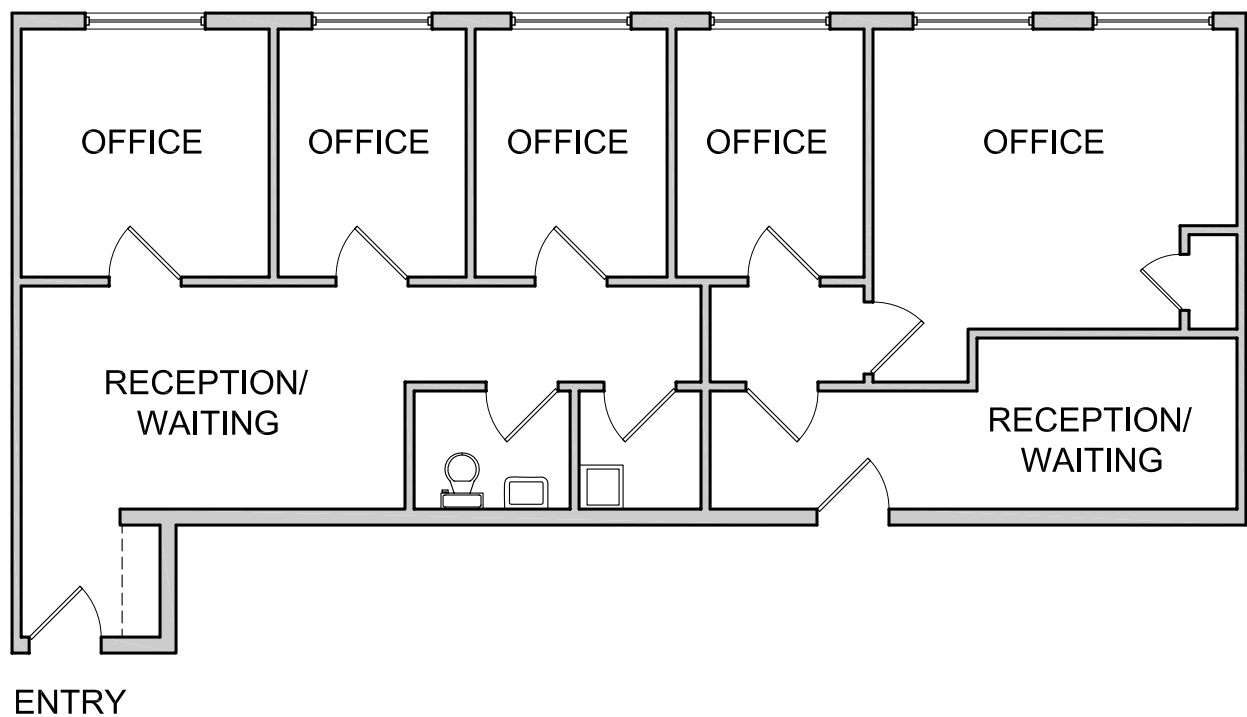 OFFICE
OFFICE
OFFICE
OFFICE
OFFICE
RECEPTION/
WAITING
RECEPTION/
WAITING
ENTRY